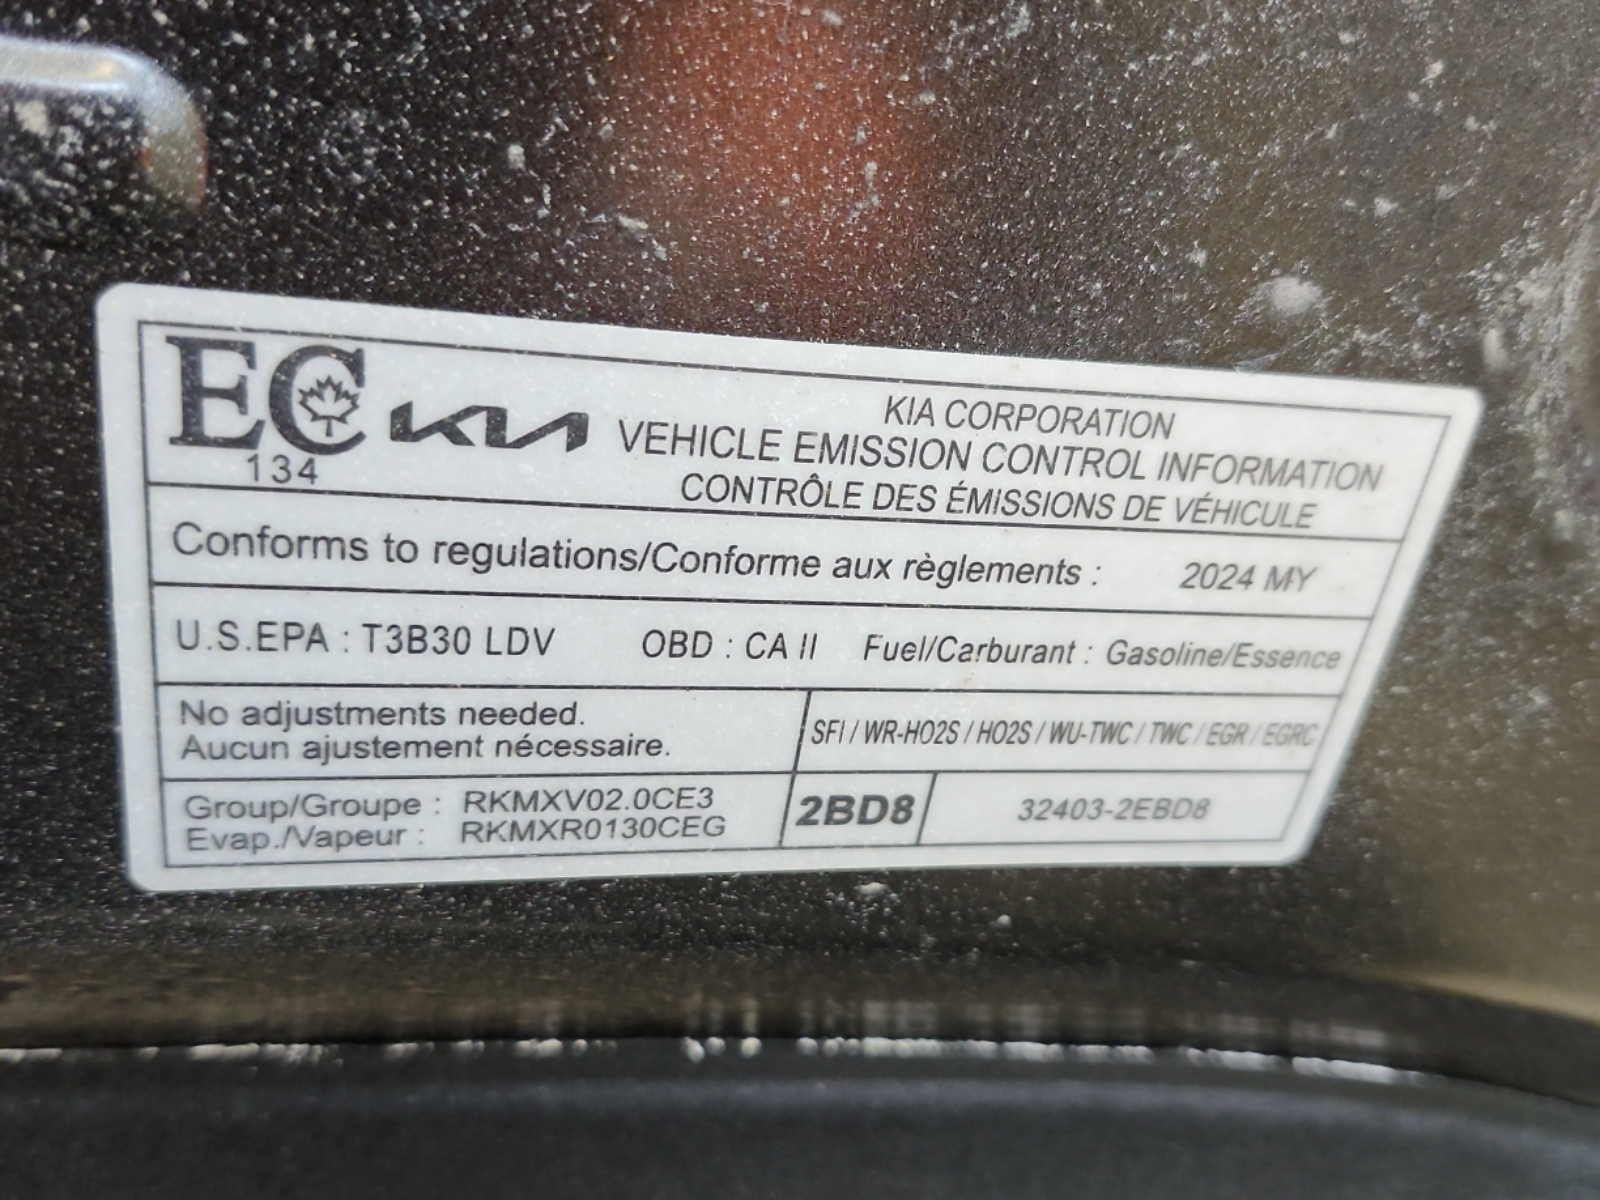 EC KIA
134
KIA CORPORATION
VEHICLE EMISSION CONTROL INFORMATION
CONTRÔLE DES ÉMISSIONS DE VÉHICULE
Conforms to regulations/Conforme aux règlements : 2024 MY
U.S.EPA : T3B30 LDV OBD : CA II Fuel/Carburant : Gasoline/Essence
No adjustments needed.
Aucun ajustement nécessaire.
SFI / WR-HO2S / HO2S / WU-TWC / TWC / EGR / EGRC
Group/Groupe : RKMXV02.0CE3
Evap./Vapeur : RKMXR0130CEG
2BD8
32403-2EBD8